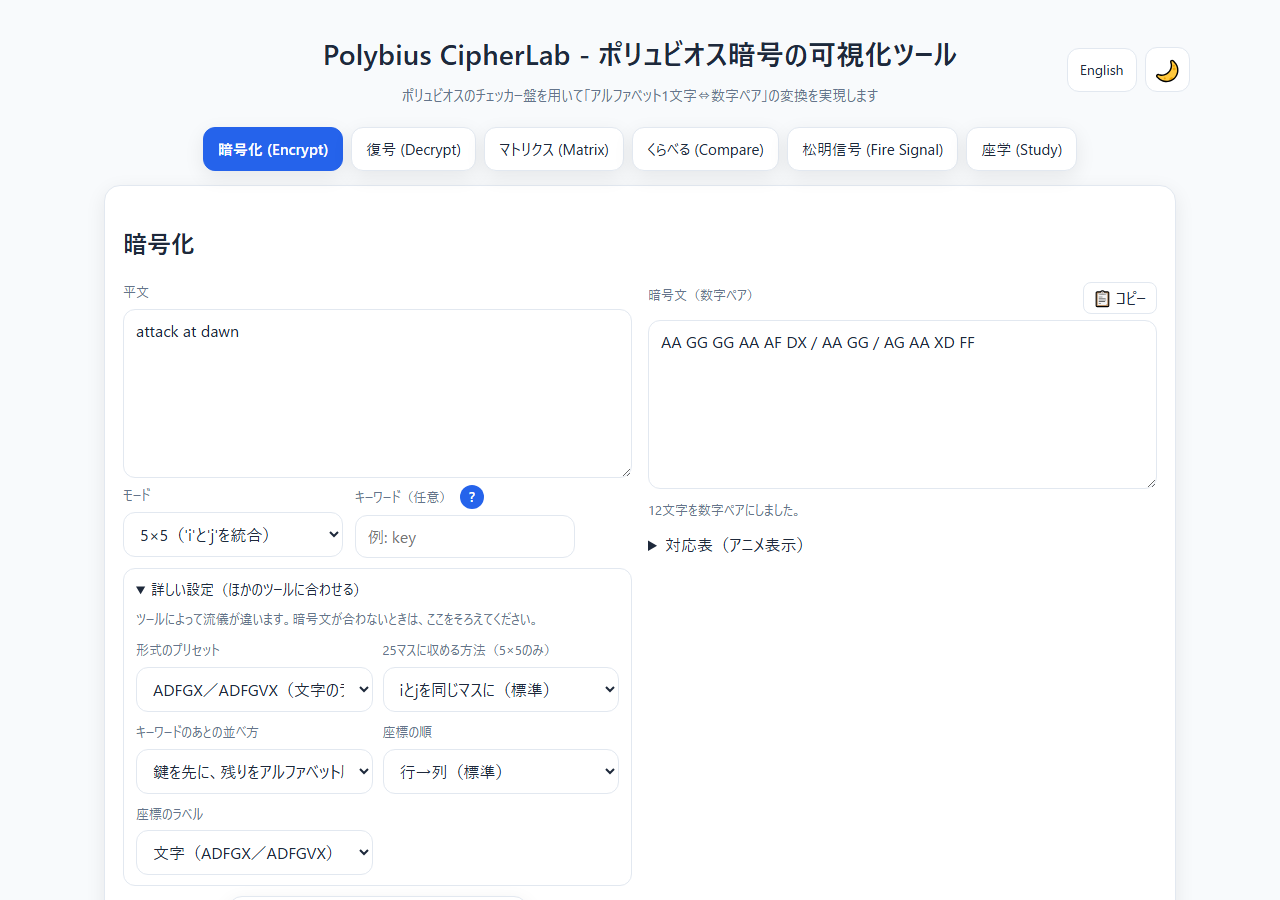 Polybius CipherLab - ポリュビオス暗号の可視化ツール
ポリュビオスのチェッカー盤を用いて「アルファベット1文字⇔数字ペア」の変換を実現します
English
暗号化 (Encrypt)
復号 (Decrypt)
マトリクス (Matrix)
くらべる (Compare)
松明信号 (Fire Signal)
座学 (Study)
暗号化
平文
attack at dawn
モード
5×5（'i'と'j'を統合）
キーワード（任意）
?
例: key
▼ 詳しい設定（ほかのツールに合わせる）
ツールによって流儀が違います。暗号文が合わないときは、ここをそろえてください。
形式のプリセット
ADFGX／ADFGVX（文字のラ
25マスに収める方法（5×5のみ）
iとjを同じマスに（標準）
キーワードのあとの並べ方
鍵を先に、残りをアルファベット
座標の順
行→列（標準）
座標のラベル
文字（ADFGX／ADFGVX）
暗号文（数字ペア）
コピー
AA GG GG AA AF DX / AA GG / AG AA XD FF
12文字を数字ペアにしました。
▶ 対応表（アニメ表示）